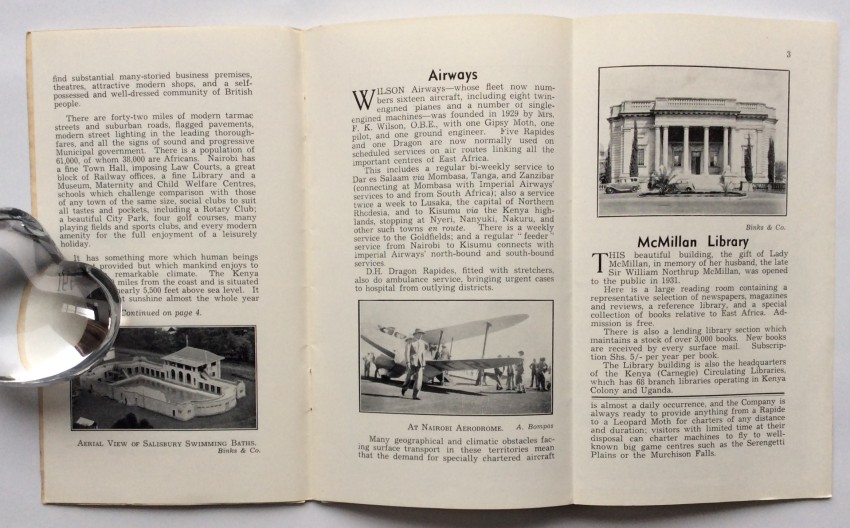 find substantial many-storied business premises,
theatres, attractive modern shops, and a self-
possessed and well-dressed community of British
people.
There are forty-two miles of modern tarmac
streets and suburban roads, flagged pavements,
modern street lighting in the leading thorough-
fares, and all the signs of sound and progressive
Municipal government. There is a population of
61,000, of whom 38,000 are Africans. Nairobi has
a fine Town Hall, imposing Law Courts, a great
block of Railway offices, a fine Library and a
Museum, Maternity and Child Welfare Centres,
schools which challenge comparison with those
of any town of the same size, social clubs to suit
all tastes and pockets, including a Rotary Club;
a beautiful City Park, four golf courses, many
playing fields and sports clubs, and every modern
amenity for the full enjoyment of a leisurely
holiday.
It has something more which human beings
provided but which mankind enjoys to
remarkable climate. The Kenya
miles from the coast and is situated
nearly 5,500 feet above sea level. It
sunshine almost the whole year
Continued on page 4.
AERIAL VIEW OF SALISBURY SWIMMING BATHS.
Binks & Co.
Airways
WILSON Airways—whose fleet now num-
bers sixteen aircraft, including eight twin-
engined planes and a number of single-
engined machines—was founded in 1929 by Mrs.
F. K. Wilson, O.B.E., with one Gipsy Moth, one
pilot, and one ground engineer. Five Rapides
and one Dragon are now normally used on
scheduled services on air routes linking all the
important centres of East Africa.
This includes a regular bi-weekly service to
Dar es Salaam via Mombasa, Tanga, and Zanzibar
(connecting at Mombasa with Imperial Airways'
services to and from South Africa); also a service
twice a week to Lusaka, the capital of Northern
Rhodesia, and to Kisumu via the Kenya high-
lands, stopping at Nyeri, Nanyuki, Nakuru, and
other such towns en route. There is a weekly
service to the Goldfields; and a regular "feeder"
service from Nairobi to Kisumu connects with
Imperial Airways' north-bound and south-bound
services.
D.H. Dragon Rapides, fitted with stretchers,
also do ambulance service, bringing urgent cases
to hospital from outlying districts.
AT NAIROBI AERODROME. A. Bompas
Many geographical and climatic obstacles fac-
ing surface transport in these territories mean
that the demand for specially chartered aircraft
3
Binks & Co.
McMillan Library
THIS beautiful building, the gift of Lady
McMillan, in memory of her husband, the late
Sir William Northrup McMillan, was opened
to the public in 1931.
Here is a large reading room containing a
representative selection of newspapers, magazines
and reviews, a reference library, and a special
collection of books relative to East Africa. Ad-
mission is free.
There is also a lending library section which
maintains a stock of over 3,000 books. New books
are received by every surface mail. Subscrip-
tion Shs. 5/- per year per book.
The Library building is also the headquarters
of the Kenya (Carnegie) Circulating Libraries,
which has 68 branch libraries operating in Kenya
Colony and Uganda.
is almost a daily occurrence, and the Company is
always ready to provide anything from a Rapide
to a Leopard Moth for charters of any distance
and duration; visitors with limited time at their
disposal can charter machines to fly to well-
known big game centres such as the Serengetti
Plains or the Murchison Falls.